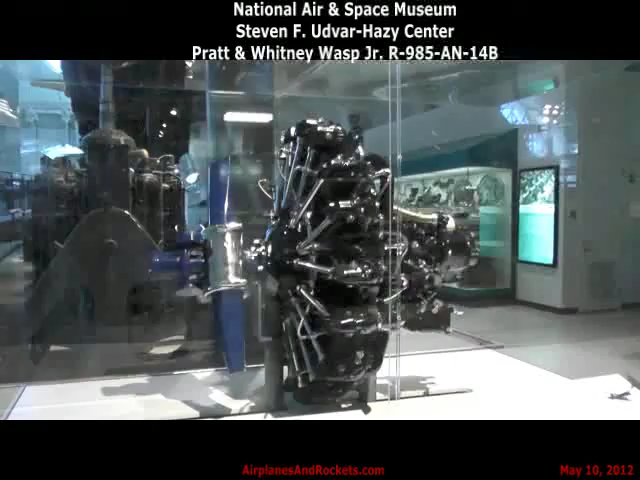 National Air & Space Museum
Steven F. Udvar-Hazy Center
Pratt & Whitney Wasp Jr. R-985-AN-14B
AirplanesAndRockets.com
May 10, 2012